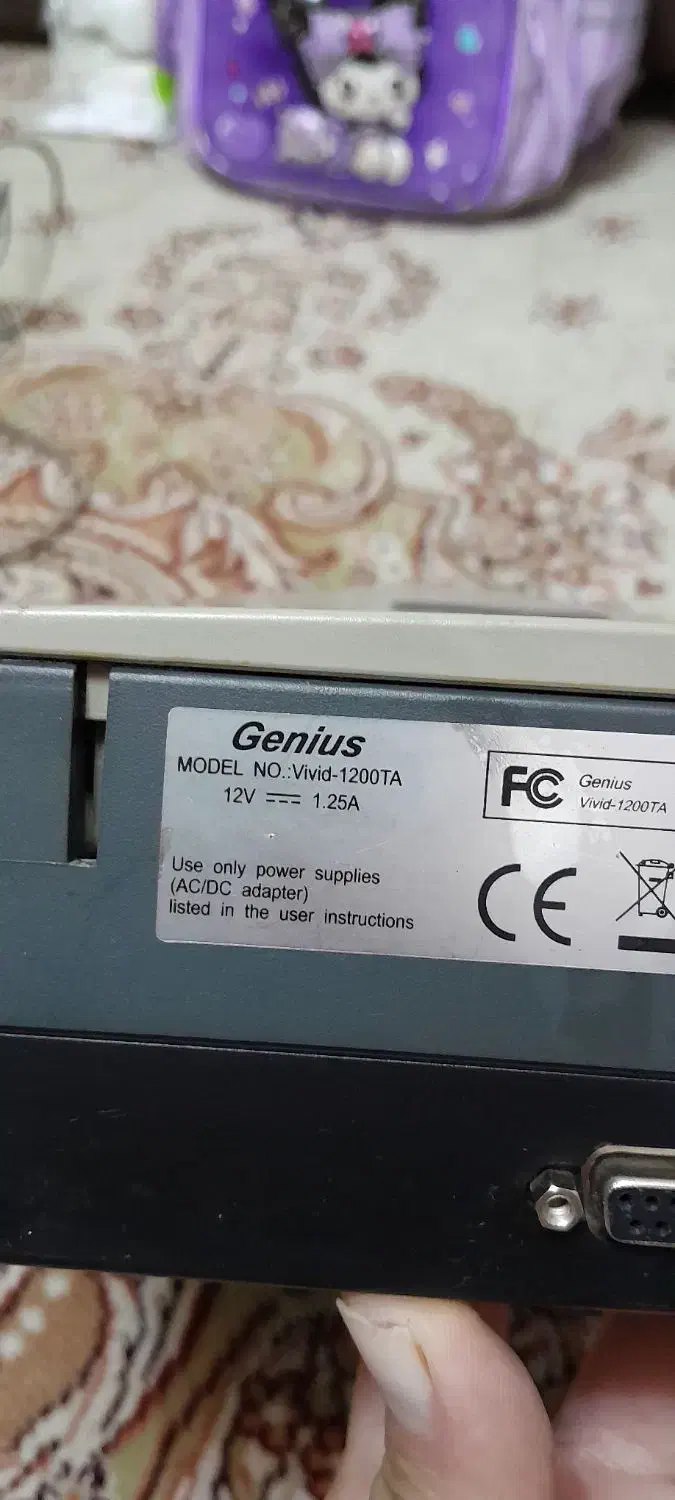 Genius
MODEL NO.:Vivid-1200TA
12V ⎓ 1.25A
Use only power supplies
(AC/DC adapter)
listed in the user instructions
FC Genius
Vivid-1200TA
CE